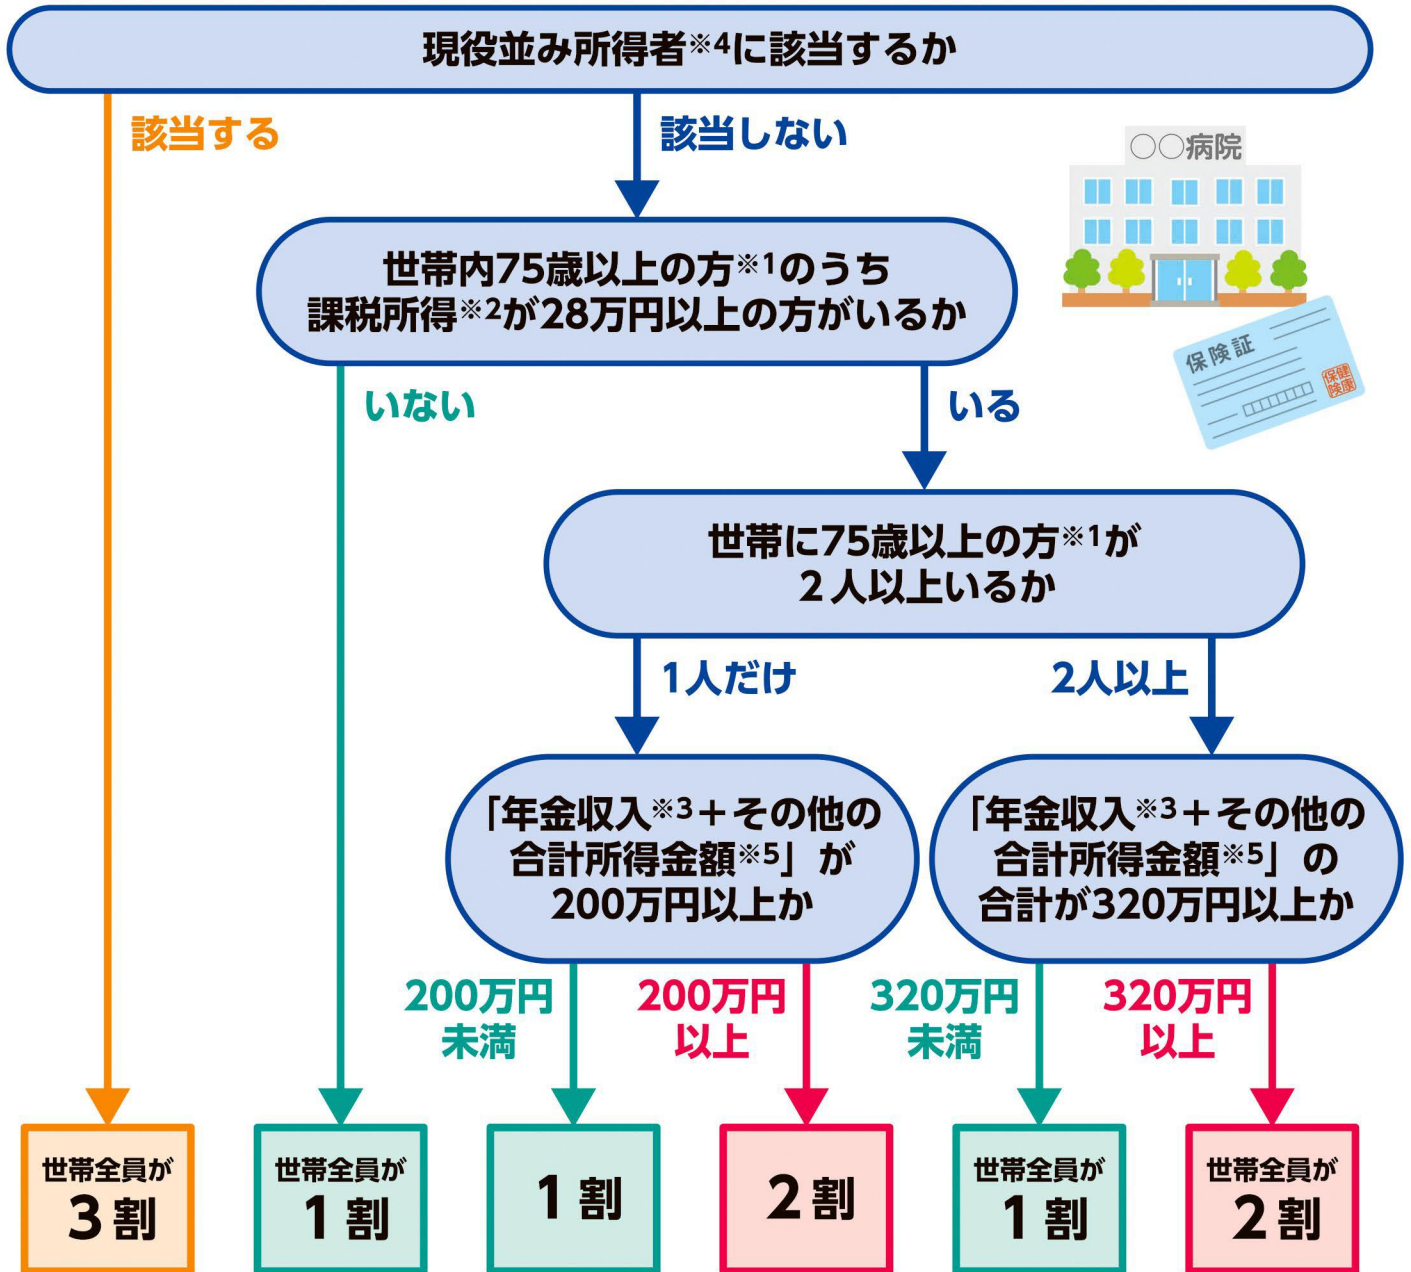 現役並み所得者※4に該当するか
該当する
該当しない
○○病院
世帯内75歳以上の方※1のうち
課税所得※2が28万円以上の方がいるか
保険証
保健
険康
いない
いる
世帯に75歳以上の方※1が
2人以上いるか
1人だけ
2人以上
「年金収入※3+その他の
合計所得金額※5」が
200万円以上か
「年金収入※3+その他の
合計所得金額※5」の
合計が320万円以上か
200万円
未満
200万円
以上
320万円
未満
320万円
以上
世帯全員が
3割
世帯全員が
1割
1割
2割
世帯全員が
1割
世帯全員が
2割